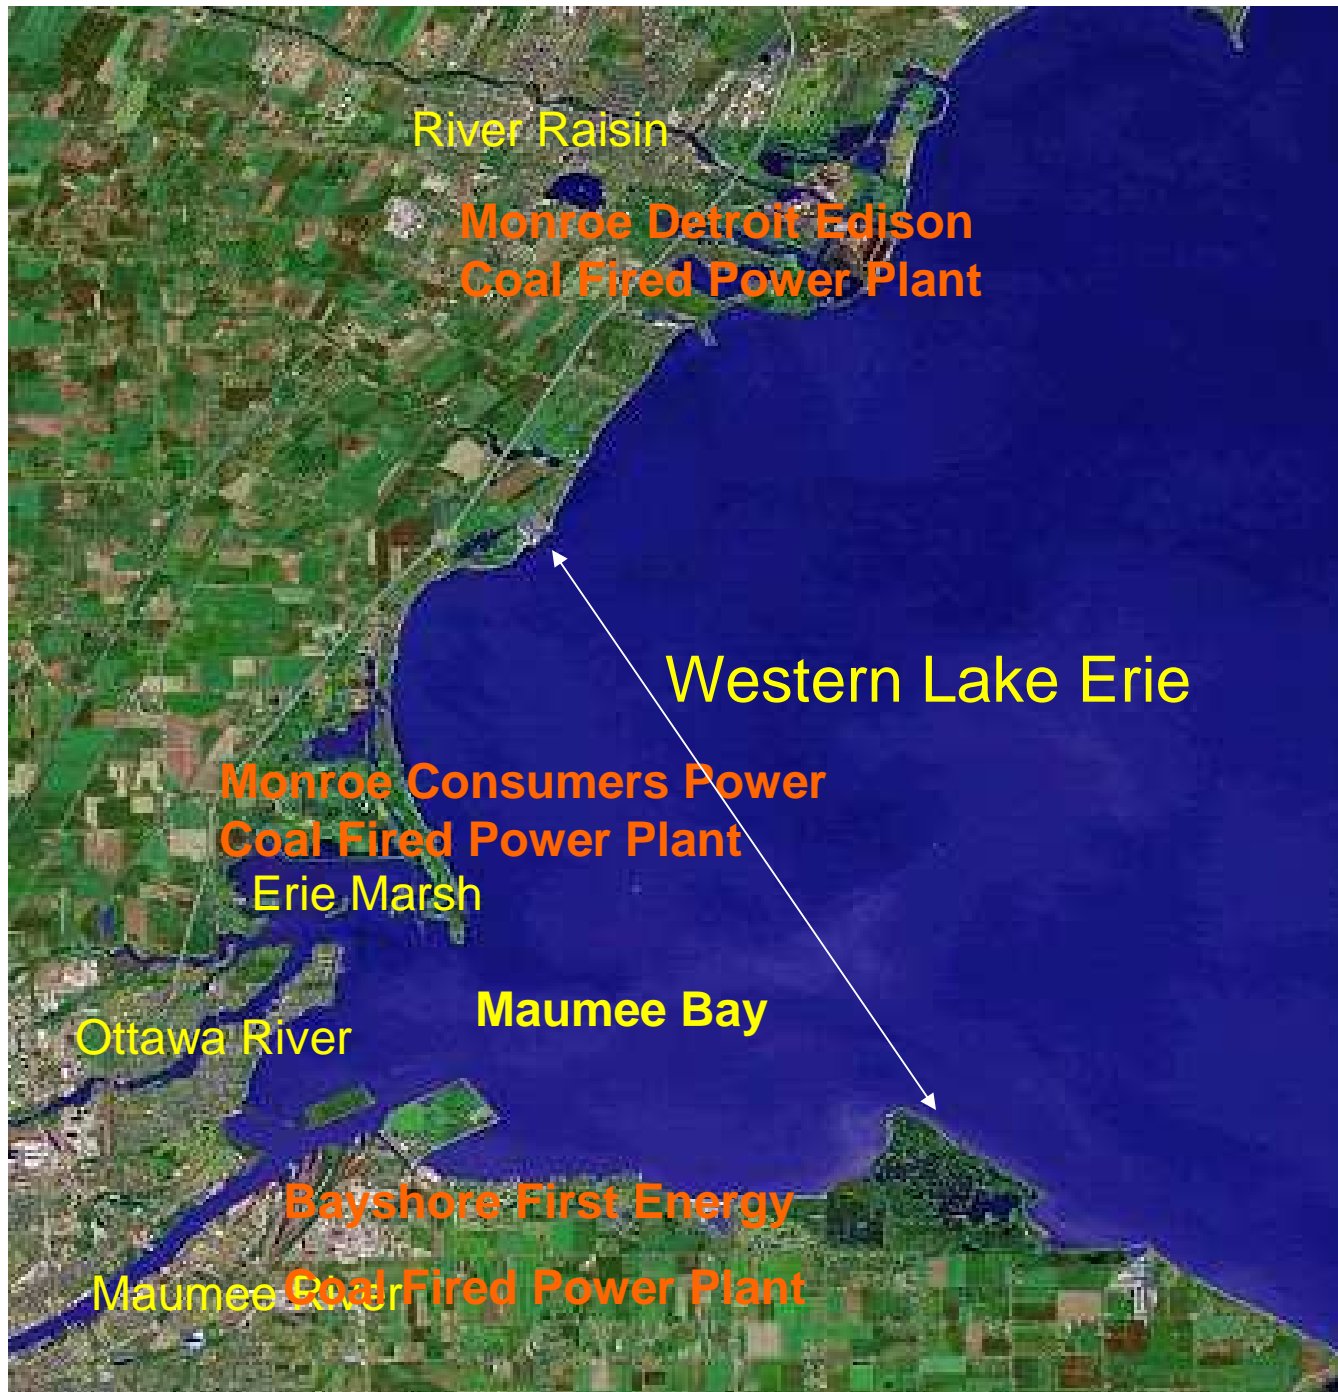 River Raisin
Monroe Detroit Edison
Coal Fired Power Plant
Western Lake Erie
Monroe Consumers Power
Coal Fired Power Plant
Erie Marsh
Maumee Bay
Ottawa River
Bayshore First Energy
Coal Fired Power Plant
Maumee River